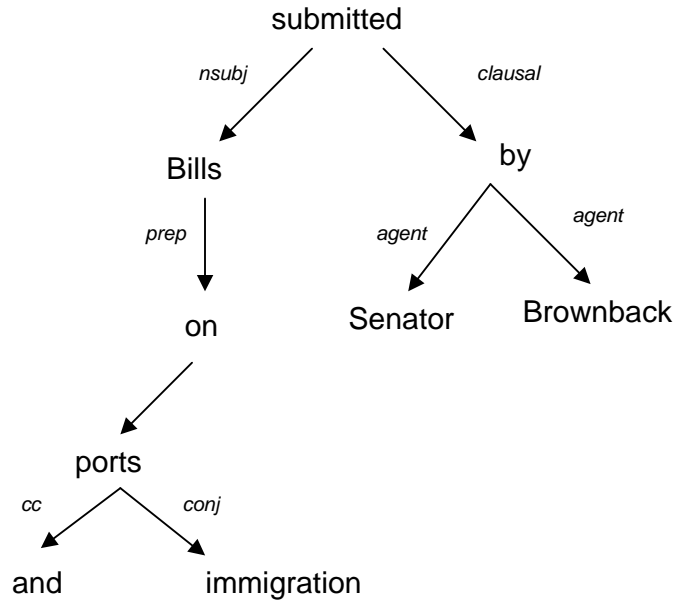 submitted
nsubj clausal
Bills by
prep agent agent
on Senator Brownback
ports
cc conj
and immigration